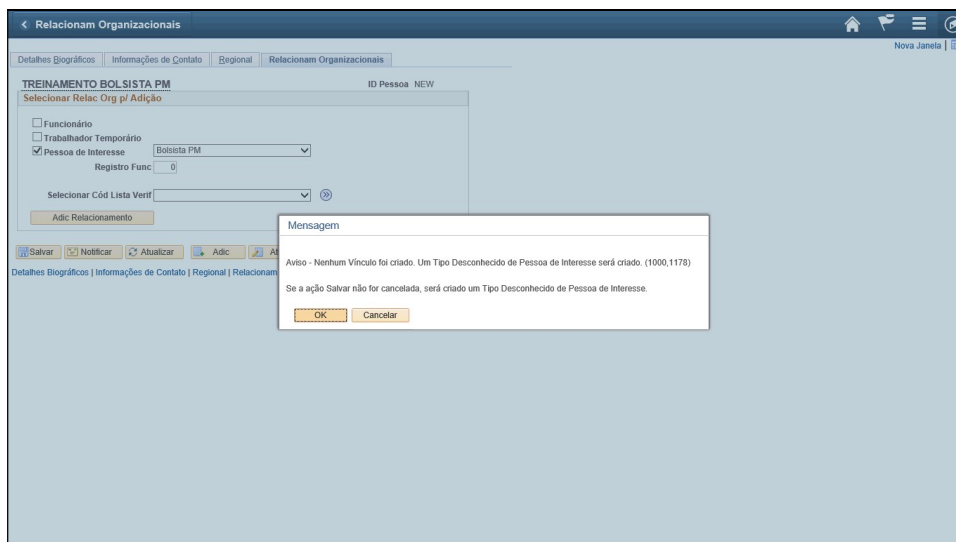 Relacionam Organizacionais
Nova Janela |
Detalhes Biográficos Informações de Contato Regional Relacionam Organizacionais
TREINAMENTO BOLSISTA PM ID Pessoa NEW
Selecionar Relac Org p/ Adição
Funcionário
Trabalhador Temporário
Pessoa de Interesse Bolsista PM
Registro Func 0
Selecionar Cód Lista Verif
Adic Relacionamento
Mensagem
Aviso - Nenhum Vínculo foi criado. Um Tipo Desconhecido de Pessoa de Interesse será criado. (1000,1178)
Se a ação Salvar não for cancelada, será criado um Tipo Desconhecido de Pessoa de Interesse.
OK Cancelar
Salvar Notificar Atualizar Adic At
Detalhes Biográficos | Informações de Contato | Regional | Relacionam